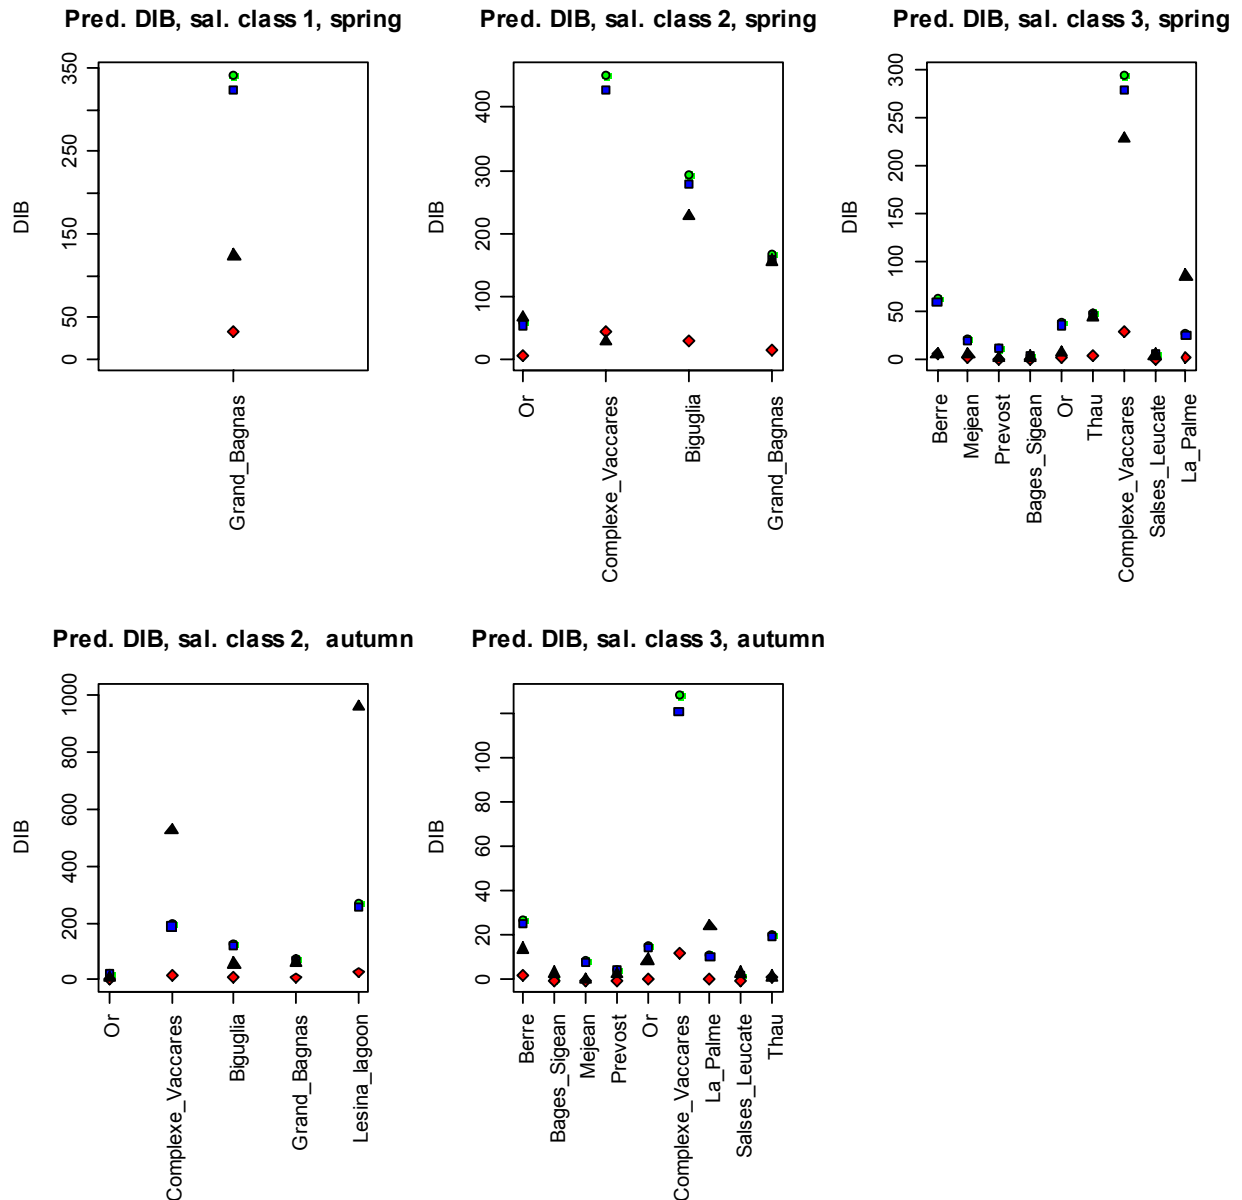 Pred. DIB, sal. class 1, spring
DIB
0
50
150
250
350
Grand_Bagnas
Pred. DIB, sal. class 2, spring
DIB
0
100
200
300
400
Or
Complexe_Vaccares
Biguglia
Grand_Bagnas
Pred. DIB, sal. class 3, spring
DIB
0
50
100
150
200
250
300
Berre
Mejean
Prevost
Bages_Sigean
Or
Thau
Complexe_Vaccares
Salses_Leucate
La_Palme
Pred. DIB, sal. class 2, autumn
DIB
0
200
400
600
800
1000
Or
Complexe_Vaccares
Biguglia
Grand_Bagnas
Lesina_lagoon
Pred. DIB, sal. class 3, autumn
DIB
0
20
40
60
80
100
Berre
Bages_Sigean
Mejean
Prevost
Or
Complexe_Vaccares
La_Palme
Salses_Leucate
Thau